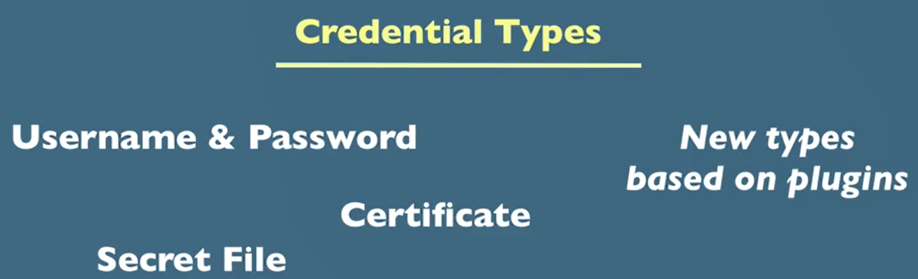 Credential Types
Username & Password
New types
based on plugins
Certificate
Secret File